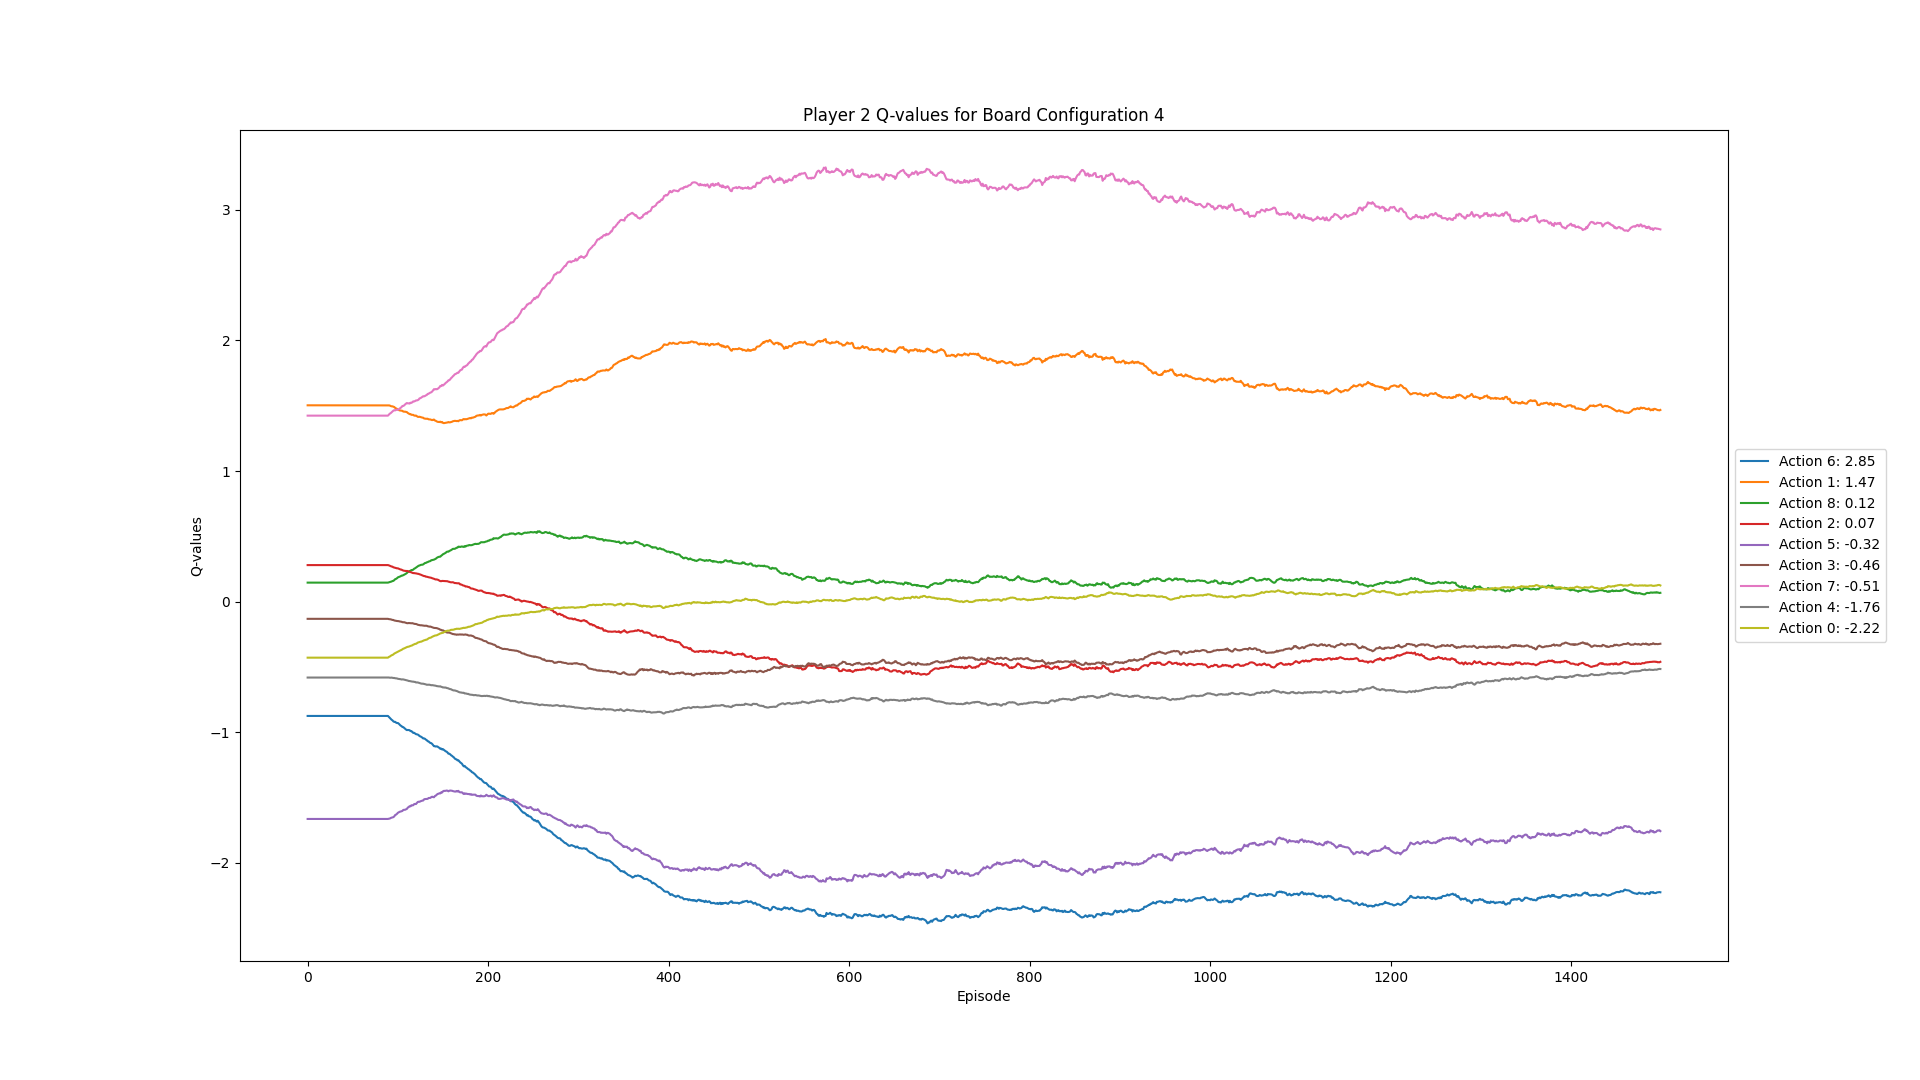 Player 2 Q-values for Board Configuration 4
Q-values
3
2
1
0
−1
−2
0 200 400 600 800 1000 1200 1400
Episode
Action 6: 2.85
Action 1: 1.47
Action 8: 0.12
Action 2: 0.07
Action 5: -0.32
Action 3: -0.46
Action 7: -0.51
Action 4: -1.76
Action 0: -2.22